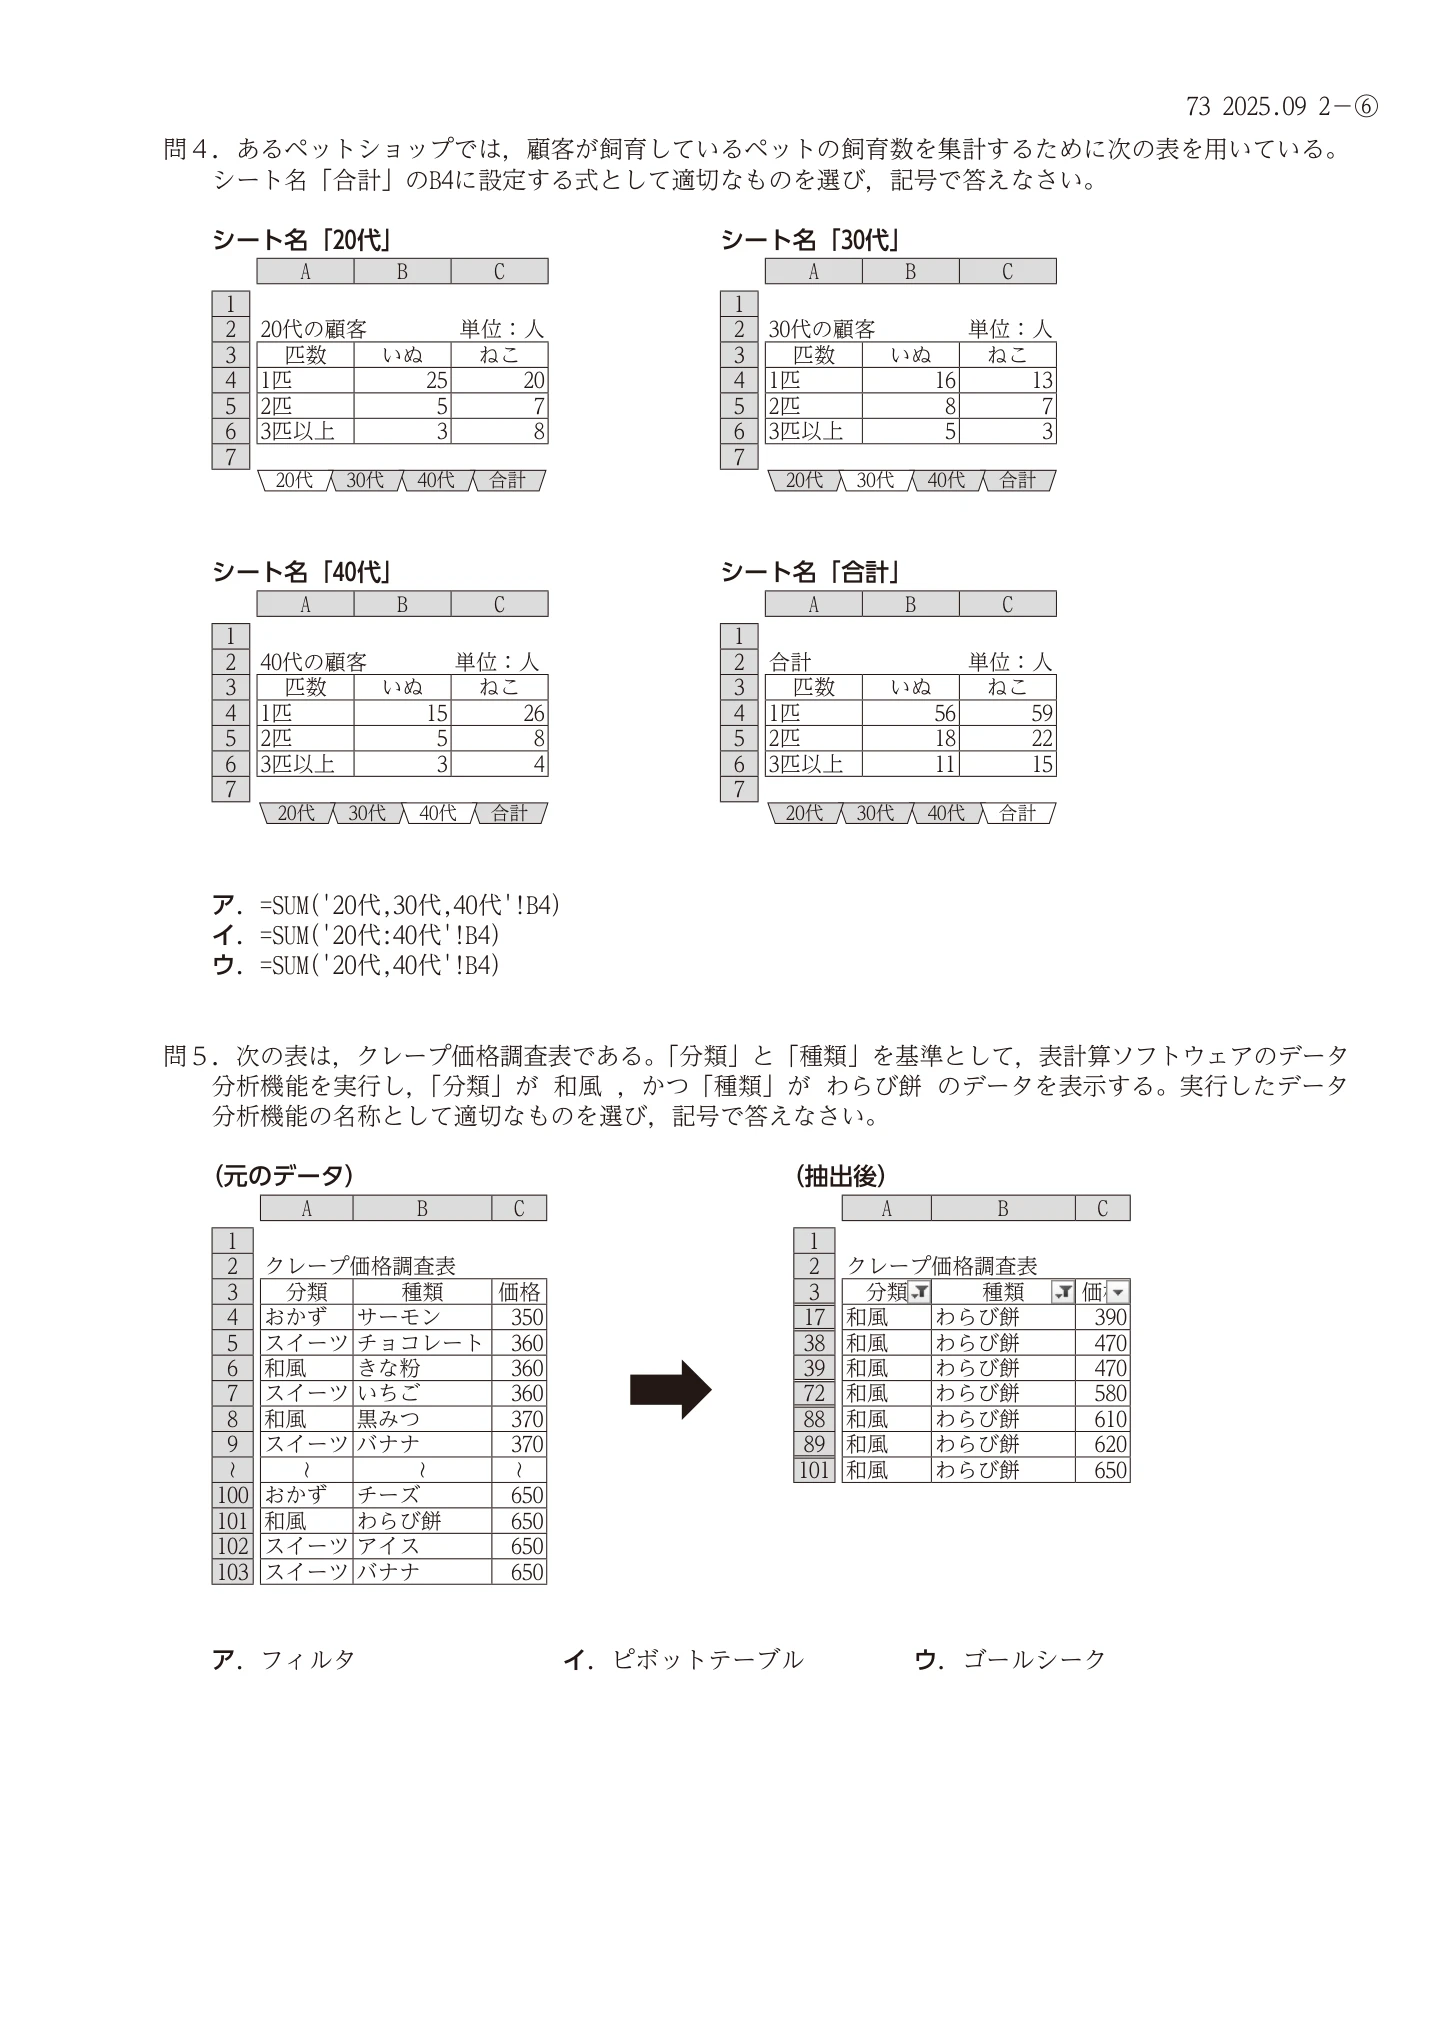 73 2025.09 2－⑥
問４．あるペットショップでは，顧客が飼育しているペットの飼育数を集計するために次の表を用いている。
シート名「合計」のB4に設定する式として適切なものを選び，記号で答えなさい。
シート名「20代」
A B C
1
2 20代の顧客 単位：人
3 匹数 いぬ ねこ
4 1匹 25 20
5 2匹 5 7
6 3匹以上 3 8
7
20代 30代 40代 合計
シート名「30代」
A B C
1
2 30代の顧客 単位：人
3 匹数 いぬ ねこ
4 1匹 16 13
5 2匹 8 7
6 3匹以上 5 3
7
20代 30代 40代 合計
シート名「40代」
A B C
1
2 40代の顧客 単位：人
3 匹数 いぬ ねこ
4 1匹 15 26
5 2匹 5 8
6 3匹以上 3 4
7
20代 30代 40代 合計
シート名「合計」
A B C
1
2 合計 単位：人
3 匹数 いぬ ねこ
4 1匹 56 59
5 2匹 18 22
6 3匹以上 11 15
7
20代 30代 40代 合計
ア．=SUM('20代,30代,40代'!B4)
イ．=SUM('20代:40代'!B4)
ウ．=SUM('20代,40代'!B4)
問５．次の表は，クレープ価格調査表である。「分類」と「種類」を基準として，表計算ソフトウェアのデータ
分析機能を実行し，「分類」が 和風 ，かつ「種類」が わらび餅 のデータを表示する。実行したデータ
分析機能の名称として適切なものを選び，記号で答えなさい。
（元のデータ）
A B C
1
2 クレープ価格調査表
3 分類 種類 価格
4 おかず サーモン 350
5 スイーツ チョコレート 360
6 和風 きな粉 360
7 スイーツ いちご 360
8 和風 黒みつ 370
9 スイーツ バナナ 370
～ ～ ～ ～
100 おかず チーズ 650
101 和風 わらび餅 650
102 スイーツ アイス 650
103 スイーツ バナナ 650
（抽出後）
A B C
1
2 クレープ価格調査表
3 分類 種類 価
17 和風 わらび餅 390
38 和風 わらび餅 470
39 和風 わらび餅 470
72 和風 わらび餅 580
88 和風 わらび餅 610
89 和風 わらび餅 620
101 和風 わらび餅 650
ア．フィルタ イ．ピボットテーブル ウ．ゴールシーク